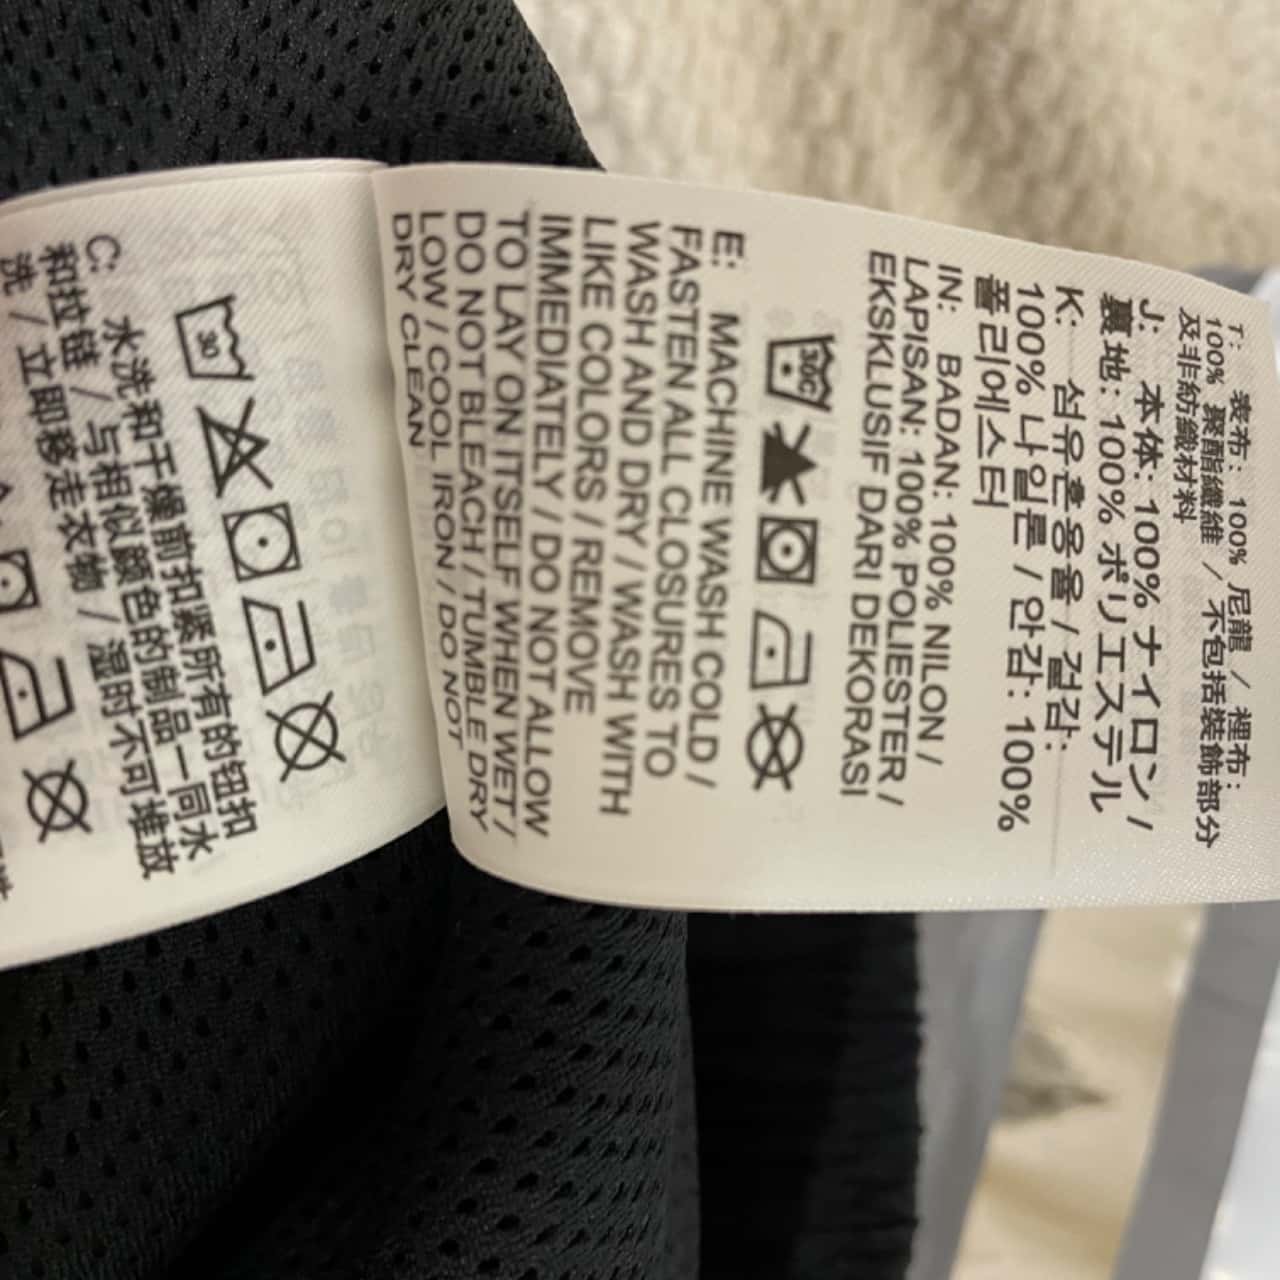 T: 表布: 100% 尼龍 / 裡布:
100% 聚酯纖維 / 不包括裝飾部分
及非紡織材料
J: 本体: 100% ナイロン /
裏地: 100% ポリエステル
K: 섬유혼용율 / 겉감:
100% 나일론 / 안감: 100%
폴리에스터
IN: BADAN: 100% NILON /
LAPISAN: 100% POLIESTER /
EKSKLUSIF DARI DEKORASI
30C
E: MACHINE WASH COLD /
FASTEN ALL CLOSURES TO
WASH AND DRY / WASH WITH
LIKE COLORS / REMOVE
IMMEDIATELY / DO NOT ALLOW
TO LAY ON ITSELF WHEN WET /
DO NOT BLEACH / TUMBLE DRY
LOW / COOL IRON / DO NOT
DRY CLEAN
30
C: 水洗和干燥前扣紧所有的钮扣
和拉链 / 与相似颜色的制品一同水
洗 / 立即移走衣物 / 湿时不可堆放